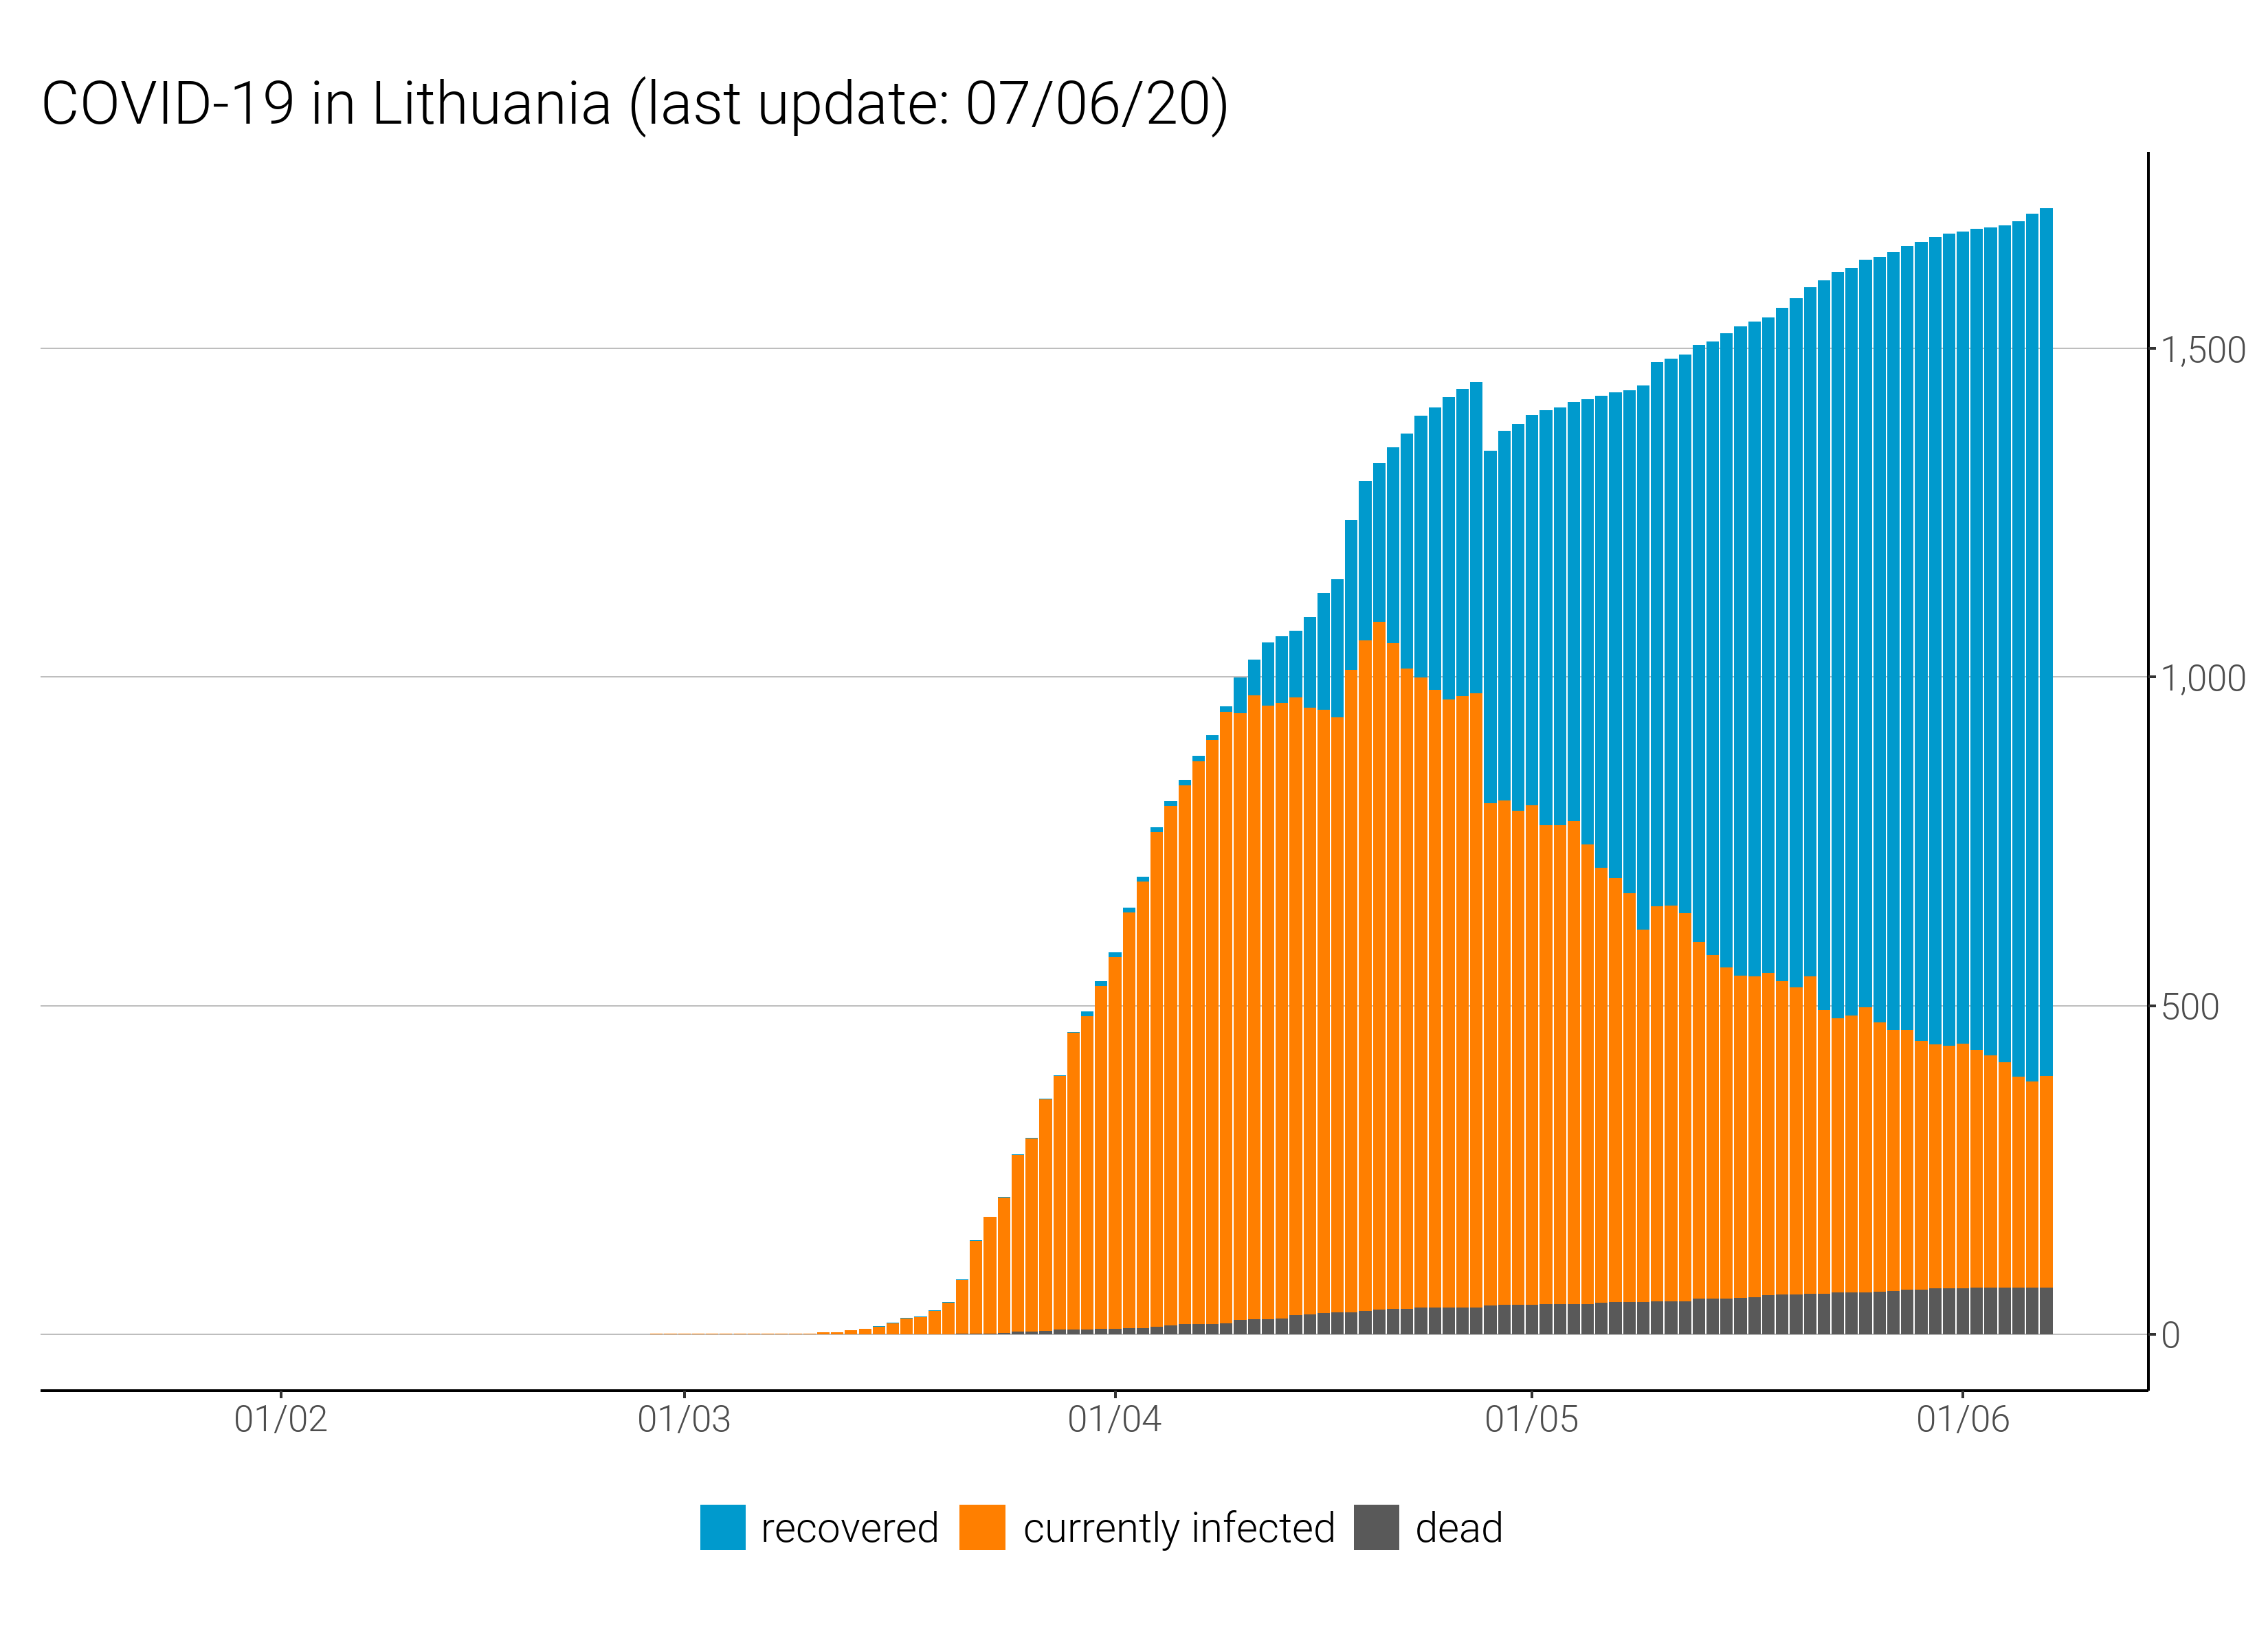 COVID-19 in Lithuania (last update: 07/06/20)
1,500
1,000
500
0
01/02 01/03 01/04 01/05 01/06
recovered currently infected dead